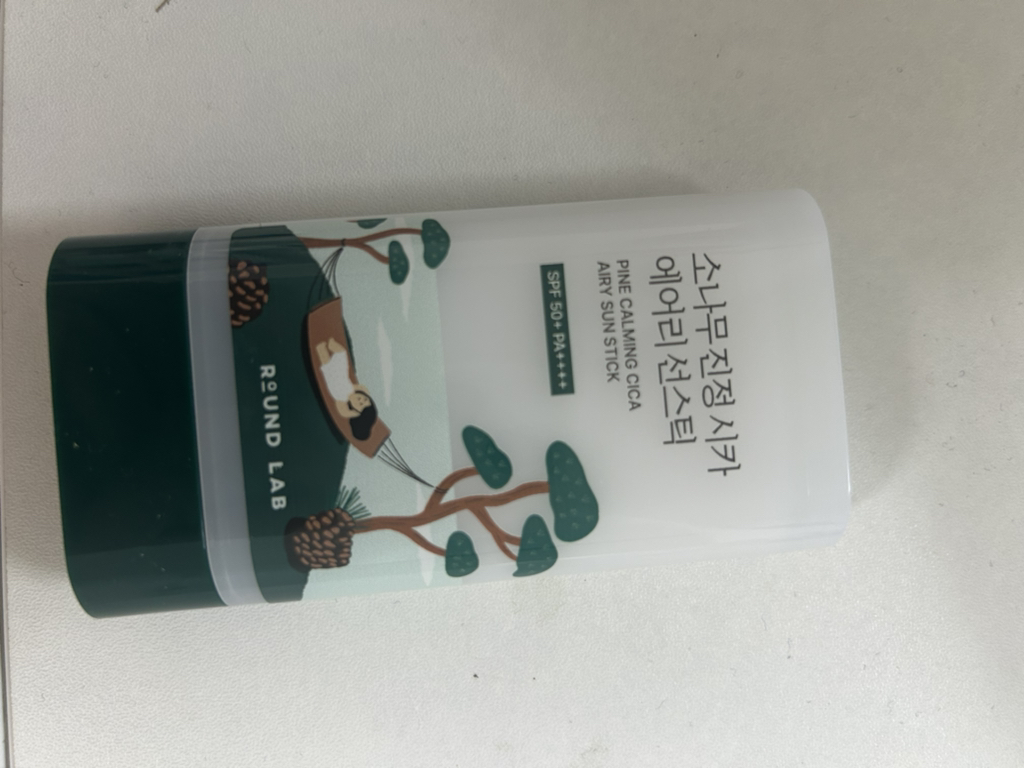 소나무 진정 시카
에어리 선스틱
PINE CALMING CICA
AIRY SUN STICK
SPF 50+ PA++++
ROUND LAB